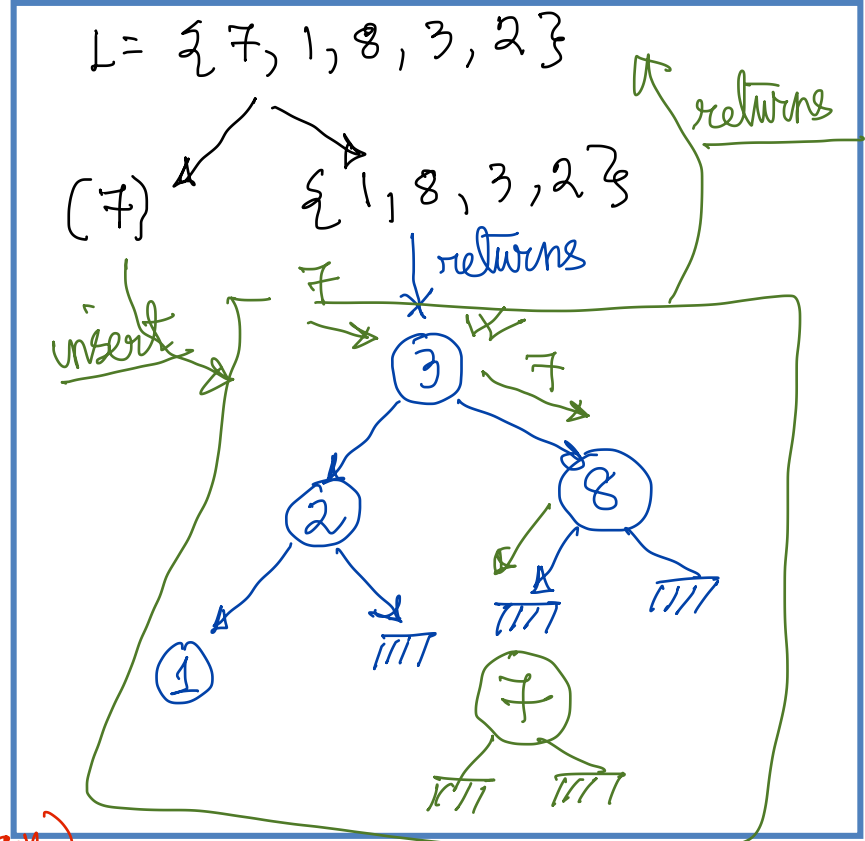 L = {7, 1, 8, 3, 2}
returns
(7)
{1, 8, 3, 2}
returns
7
insert
3
7
2
8
1
7